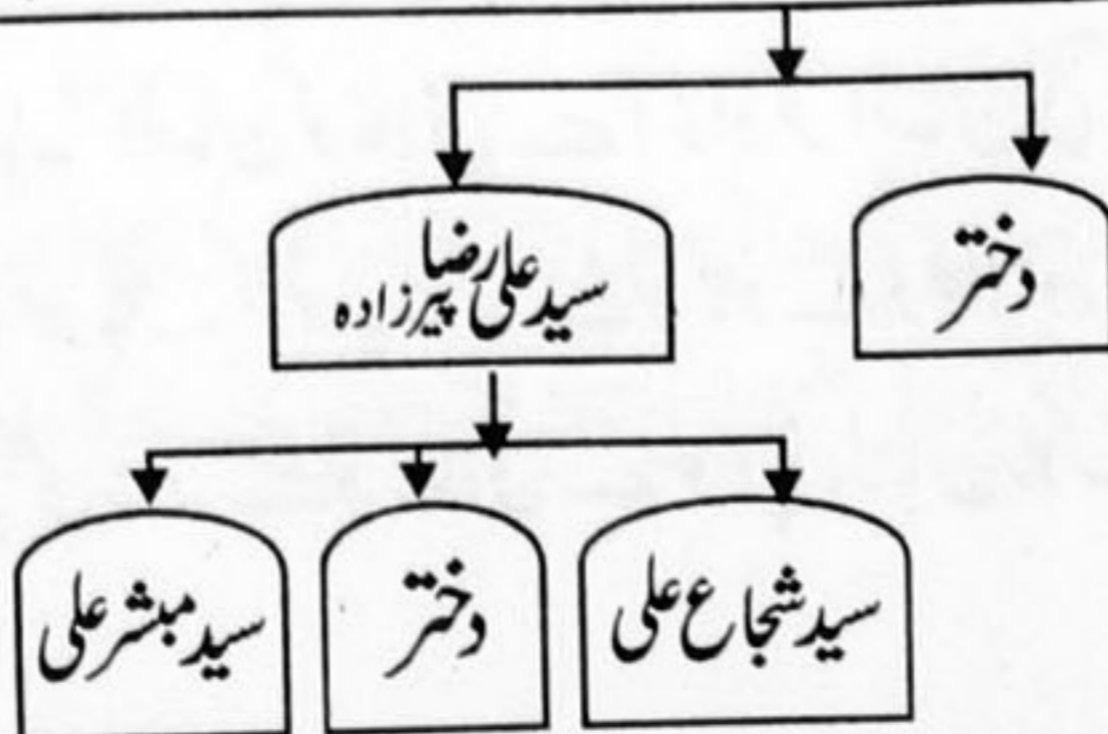 دختر
سید علی رضا
پیرزادہ
سید شجاع علی
دختر
سید مبشر علی